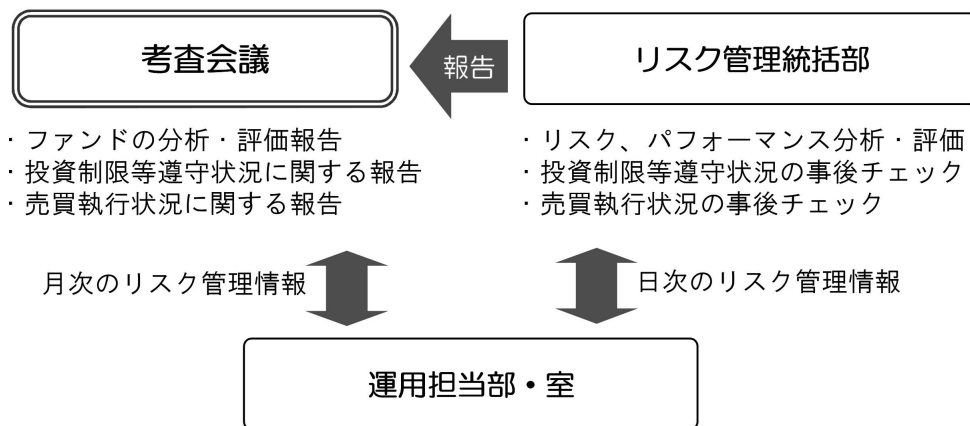 考査会議
報告
リスク管理統括部
・ファンドの分析・評価報告
・投資制限等遵守状況に関する報告
・売買執行状況に関する報告
・リスク、パフォーマンス分析・評価
・投資制限等遵守状況の事後チェック
・売買執行状況の事後チェック
月次のリスク管理情報
日次のリスク管理情報
運用担当部・室